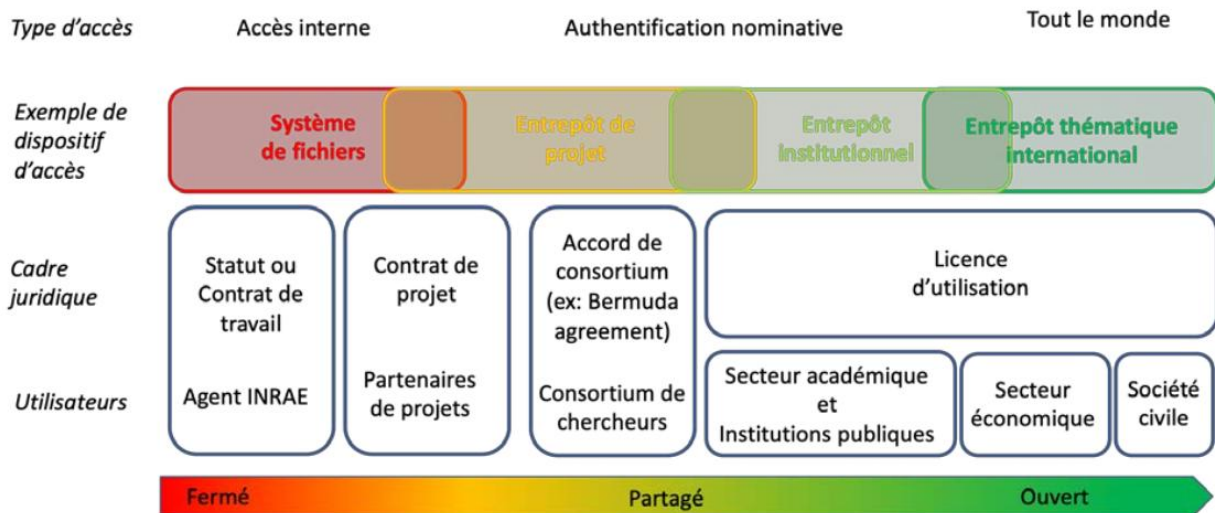 Type d'accès
Accès interne
Authentification nominative
Tout le monde
Exemple de
dispositif
d'accès
Système
de fichiers
Entrepôt de
projet
Entrepôt
institutionnel
Entrepôt thématique
international
Cadre
juridique
Statut ou
Contrat de
travail
Contrat de
projet
Accord de
consortium
(ex: Bermuda
agreement)
Licence
d'utilisation
Utilisateurs
Agent INRAE
Partenaires
de projets
Consortium de
chercheurs
Secteur académique
et
Institutions publiques
Secteur
économique
Société
civile
Fermé
Partagé
Ouvert